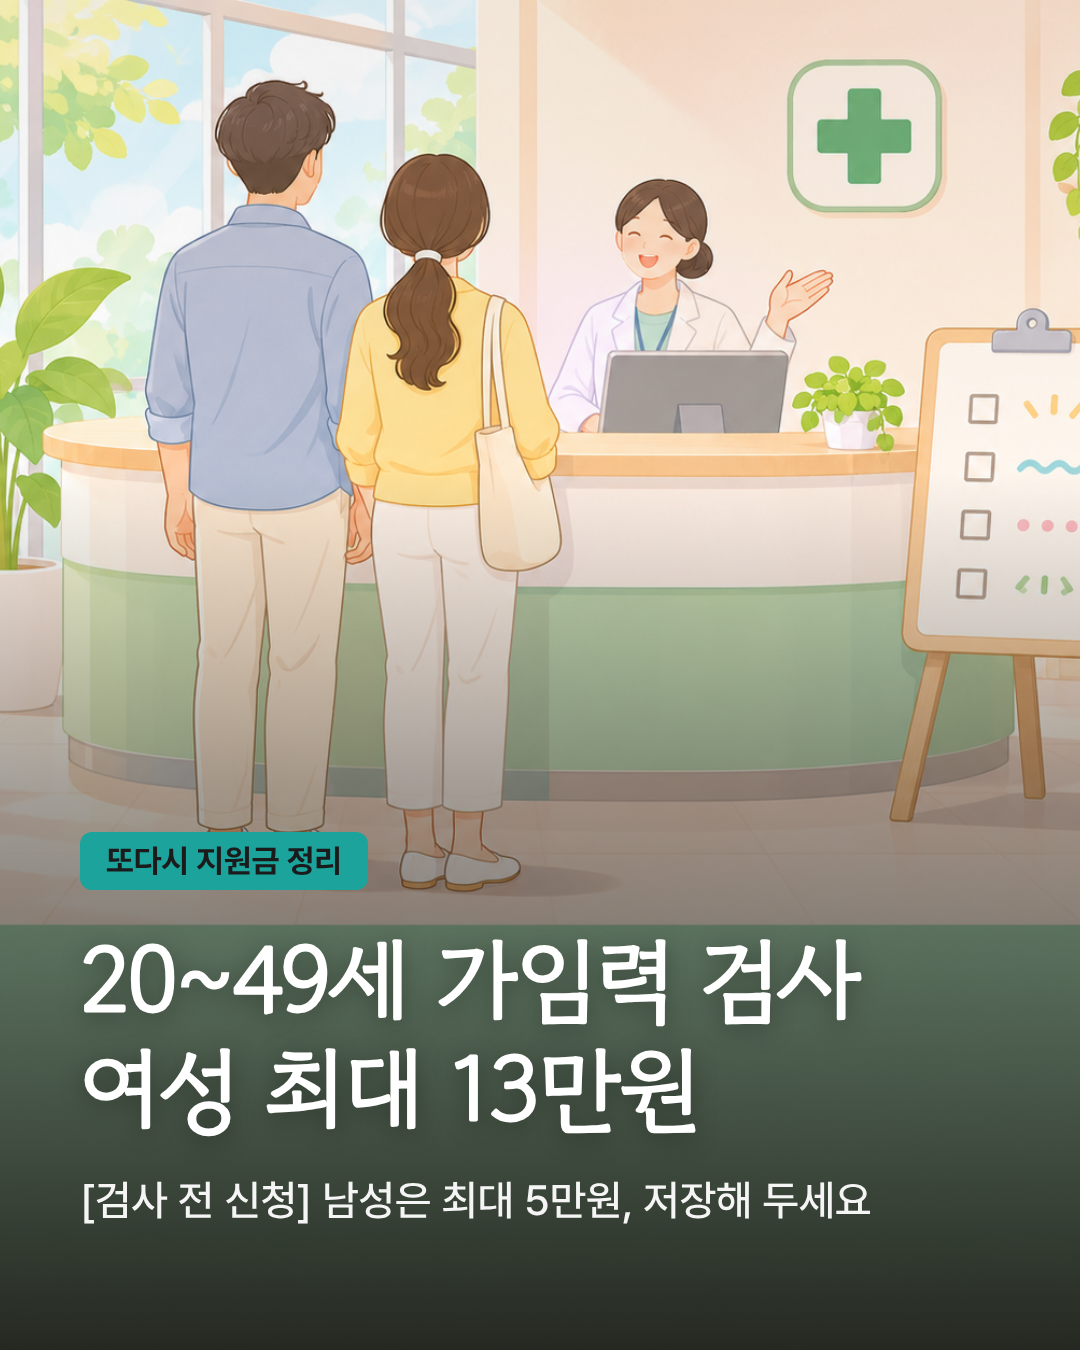 또다시 지원금 정리
20~49세 가임력 검사
여성 최대 13만원
[검사 전 신청] 남성은 최대 5만원, 저장해 두세요